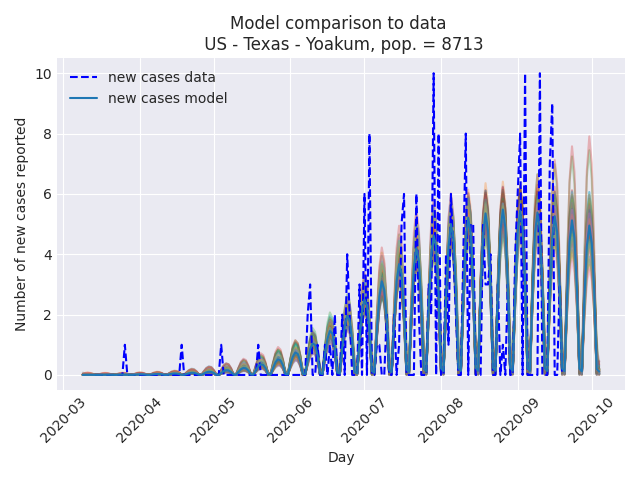 Model comparison to data
US - Texas - Yoakum, pop. = 8713
new cases data
new cases model
Number of new cases reported
10
8
6
4
2
0
2020-03
2020-04
2020-05
2020-06
2020-07
2020-08
2020-09
2020-10
Day